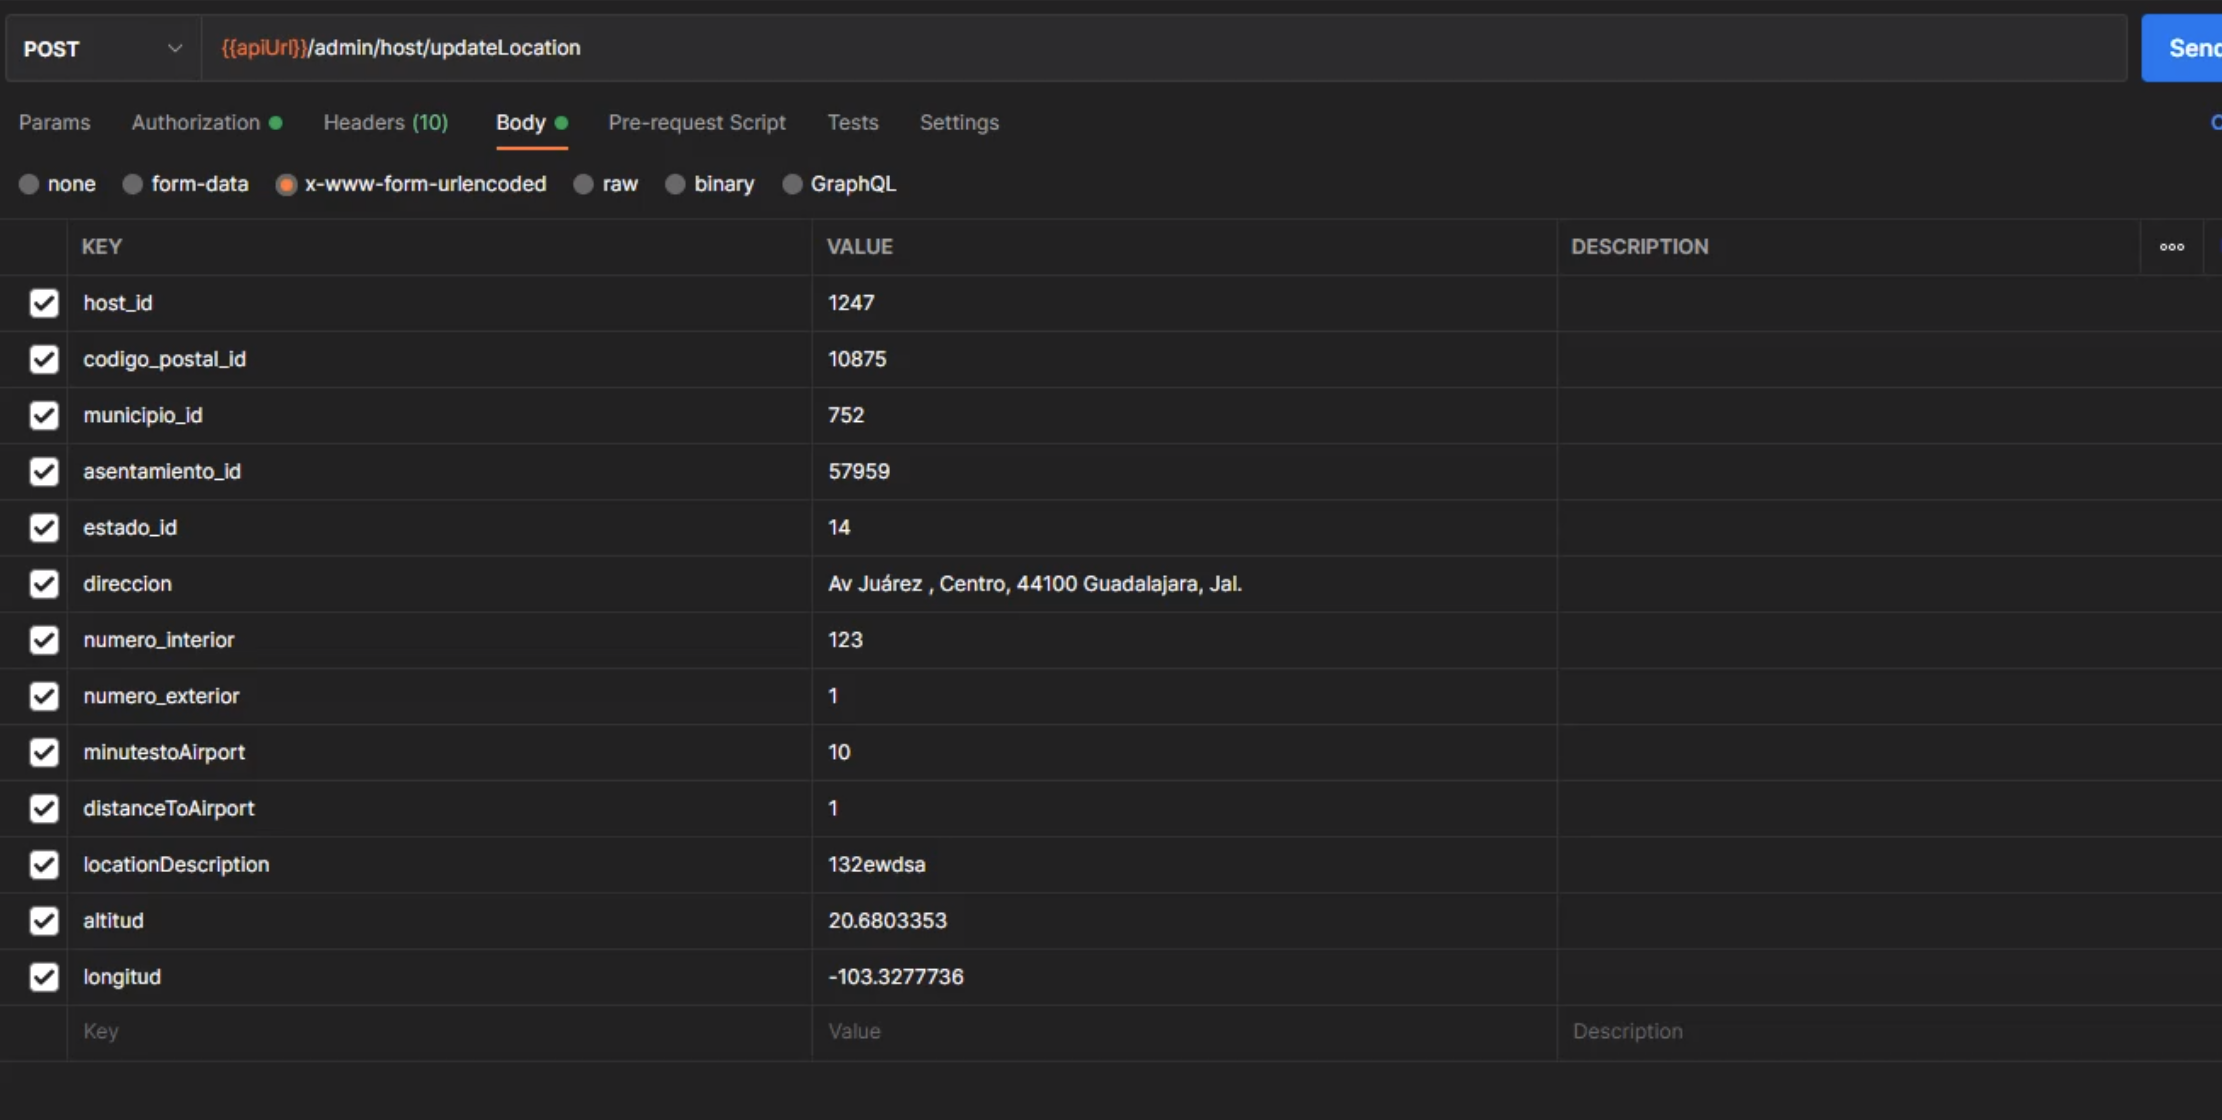 POST {{apiUrl}}/admin/host/updateLocation Send
Params Authorization Headers (10) Body Pre-request Script Tests Settings
none form-data x-www-form-urlencoded raw binary GraphQL
KEY VALUE DESCRIPTION
host_id 1247
codigo_postal_id 10875
municipio_id 752
asentamiento_id 57959
estado_id 14
direccion Av Juárez , Centro, 44100 Guadalajara, Jal.
numero_interior 123
numero_exterior 1
minutestoAirport 10
distanceToAirport 1
locationDescription 132ewdsa
altitud 20.6803353
longitud -103.3277736
Key Value Description